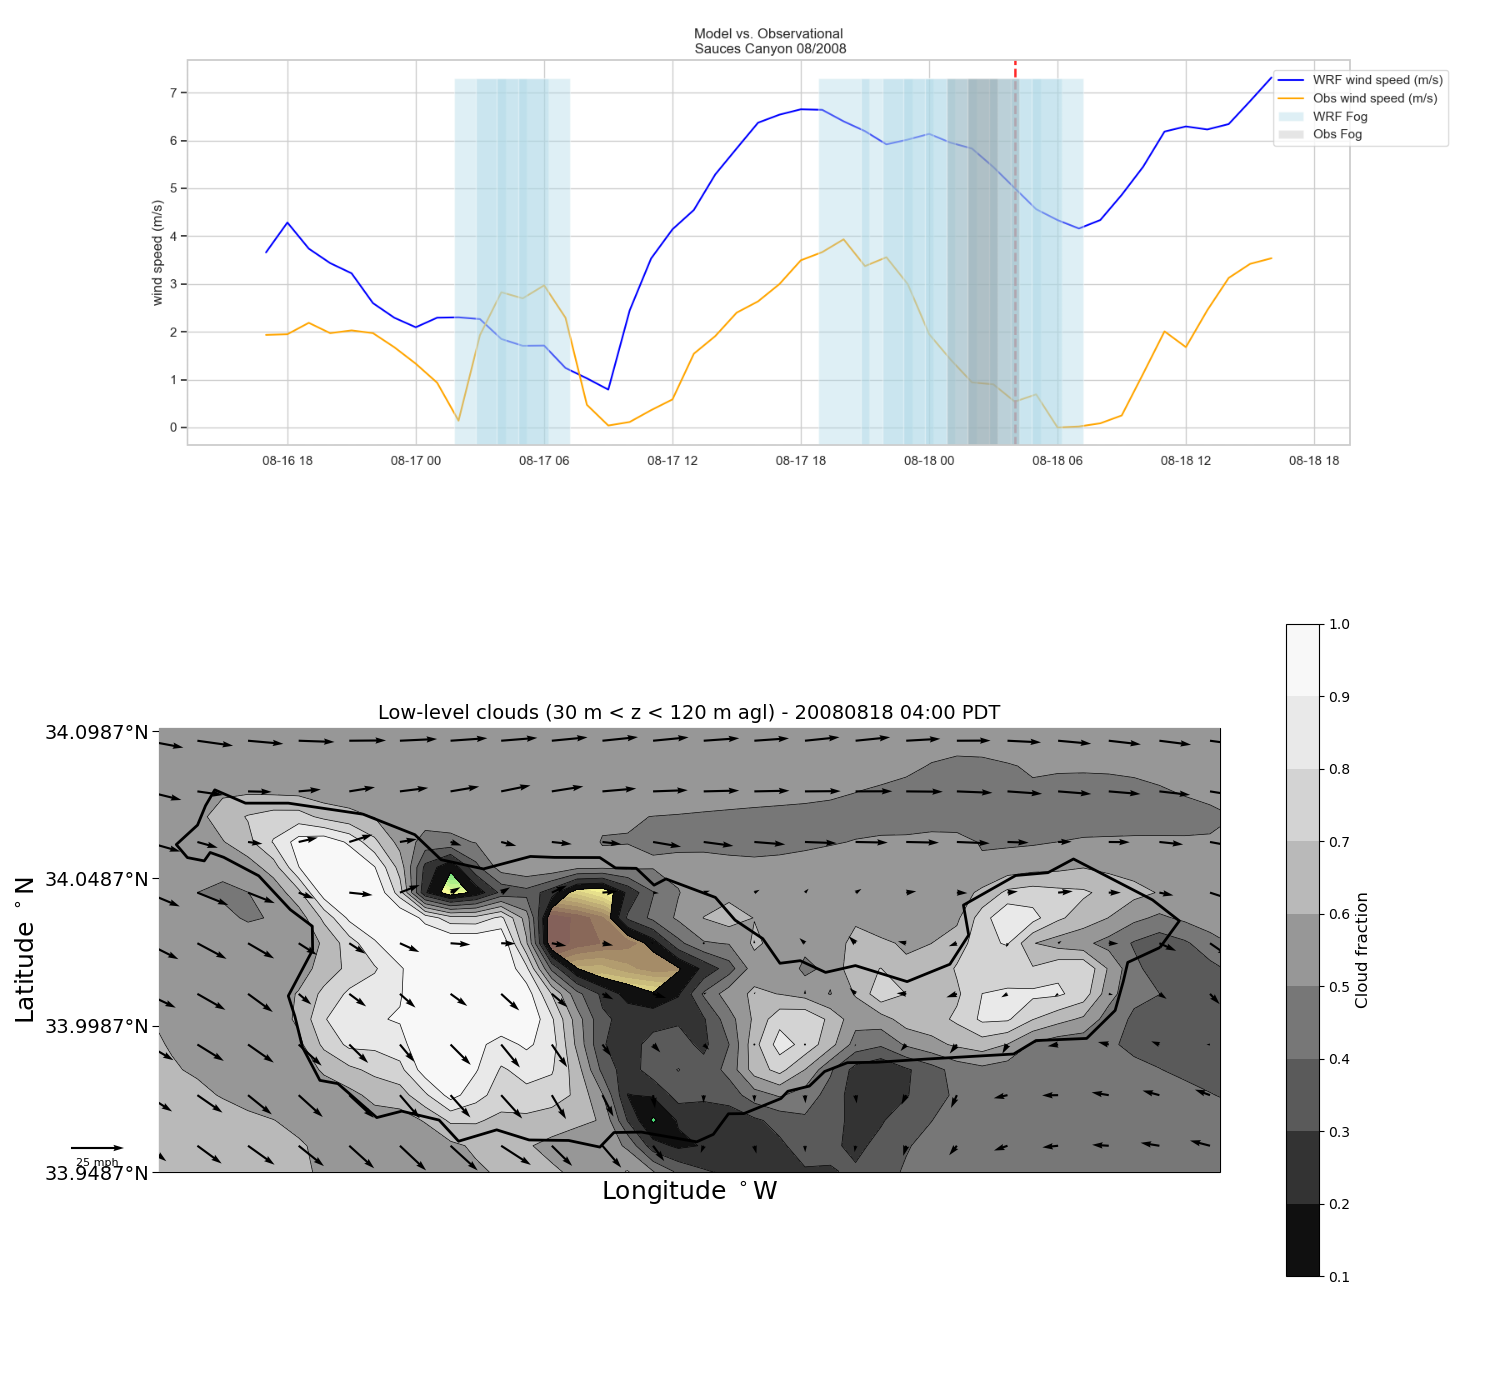 Model vs. Observational
Sauces Canyon 08/2008
7
6
5
4
3
2
1
0
wind speed (m/s)
WRF wind speed (m/s)
Obs wind speed (m/s)
WRF Fog
Obs Fog
08-16 18
08-17 00
08-17 06
08-17 12
08-17 18
08-18 00
08-18 06
08-18 12
08-18 18
Low-level clouds (30 m < z < 120 m agl) - 20080818 04:00 PDT
34.0987°N
34.0487°N
33.9987°N
33.9487°N
Latitude °N
25 mph
Longitude °W
1.0
0.9
0.8
0.7
0.6
0.5
0.4
0.3
0.2
0.1
Cloud fraction